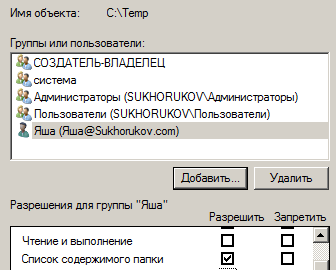 Имя объекта: C:\Temp
Группы или пользователи:
СОЗДАТЕЛЬ-ВЛАДЕЛЕЦ
система
Администраторы (SUKHORUKOV\Администраторы)
Пользователи (SUKHORUKOV\Пользователи)
Яша (Яша@Sukhorukov.com)
Добавить... Удалить
Разрешения для группы "Яша" Разрешить Запретить
Чтение и выполнение
Список содержимого папки